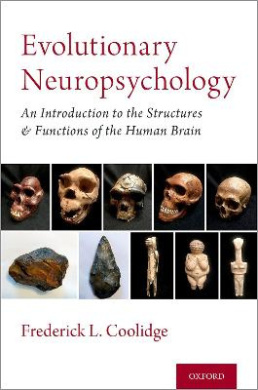 Evolutionary
Neuropsychology
An Introduction to the Structures
& Functions of the Human Brain
Frederick L. Coolidge
OXFORD